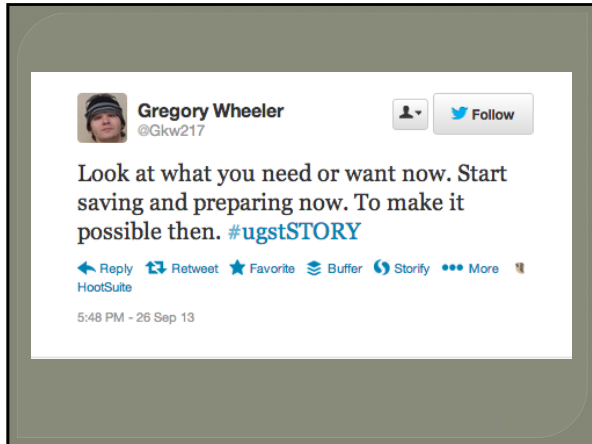 Gregory Wheeler
@Gkw217
Follow
Look at what you need or want now. Start
saving and preparing now. To make it
possible then. #ugstSTORY
Reply Retweet Favorite Buffer Storify More
HootSuite
5:48 PM - 26 Sep 13